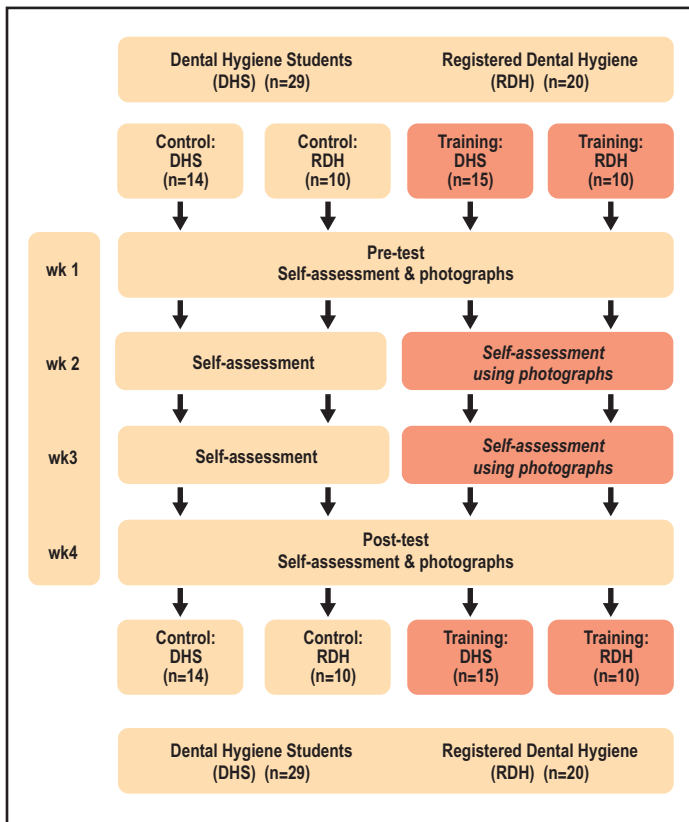 Dental Hygiene Students
(DHS) (n=29)
Registered Dental Hygiene
(RDH) (n=20)
Control:
DHS
(n=14)
Control:
RDH
(n=10)
Training:
DHS
(n=15)
Training:
RDH
(n=10)
wk 1
Pre-test
Self-assessment & photographs
wk 2
Self-assessment
Self-assessment
using photographs
wk3
Self-assessment
Self-assessment
using photographs
wk4
Post-test
Self-assessment & photographs
Control:
DHS
(n=14)
Control:
RDH
(n=10)
Training:
DHS
(n=15)
Training:
RDH
(n=10)
Dental Hygiene Students
(DHS) (n=29)
Registered Dental Hygiene
(RDH) (n=20)